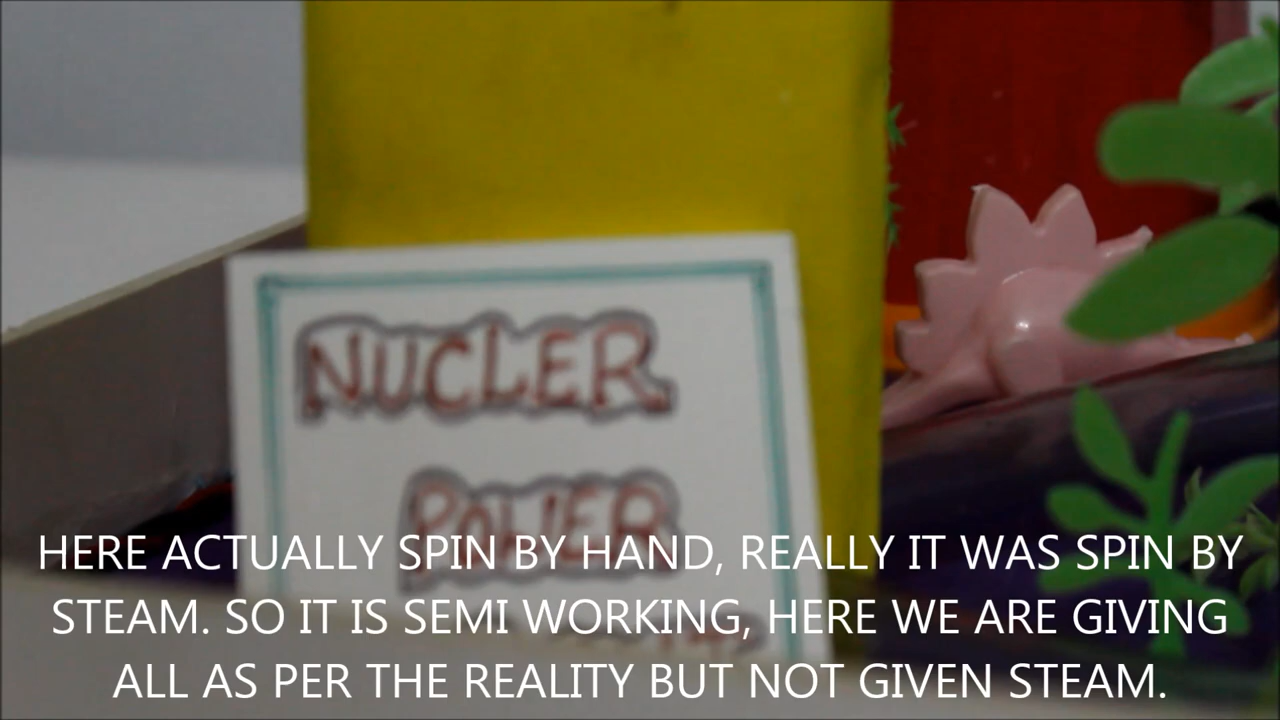 NUCLER
POWER
HERE ACTUALLY SPIN BY HAND, REALLY IT WAS SPIN BY
STEAM. SO IT IS SEMI WORKING, HERE WE ARE GIVING
ALL AS PER THE REALITY BUT NOT GIVEN STEAM.